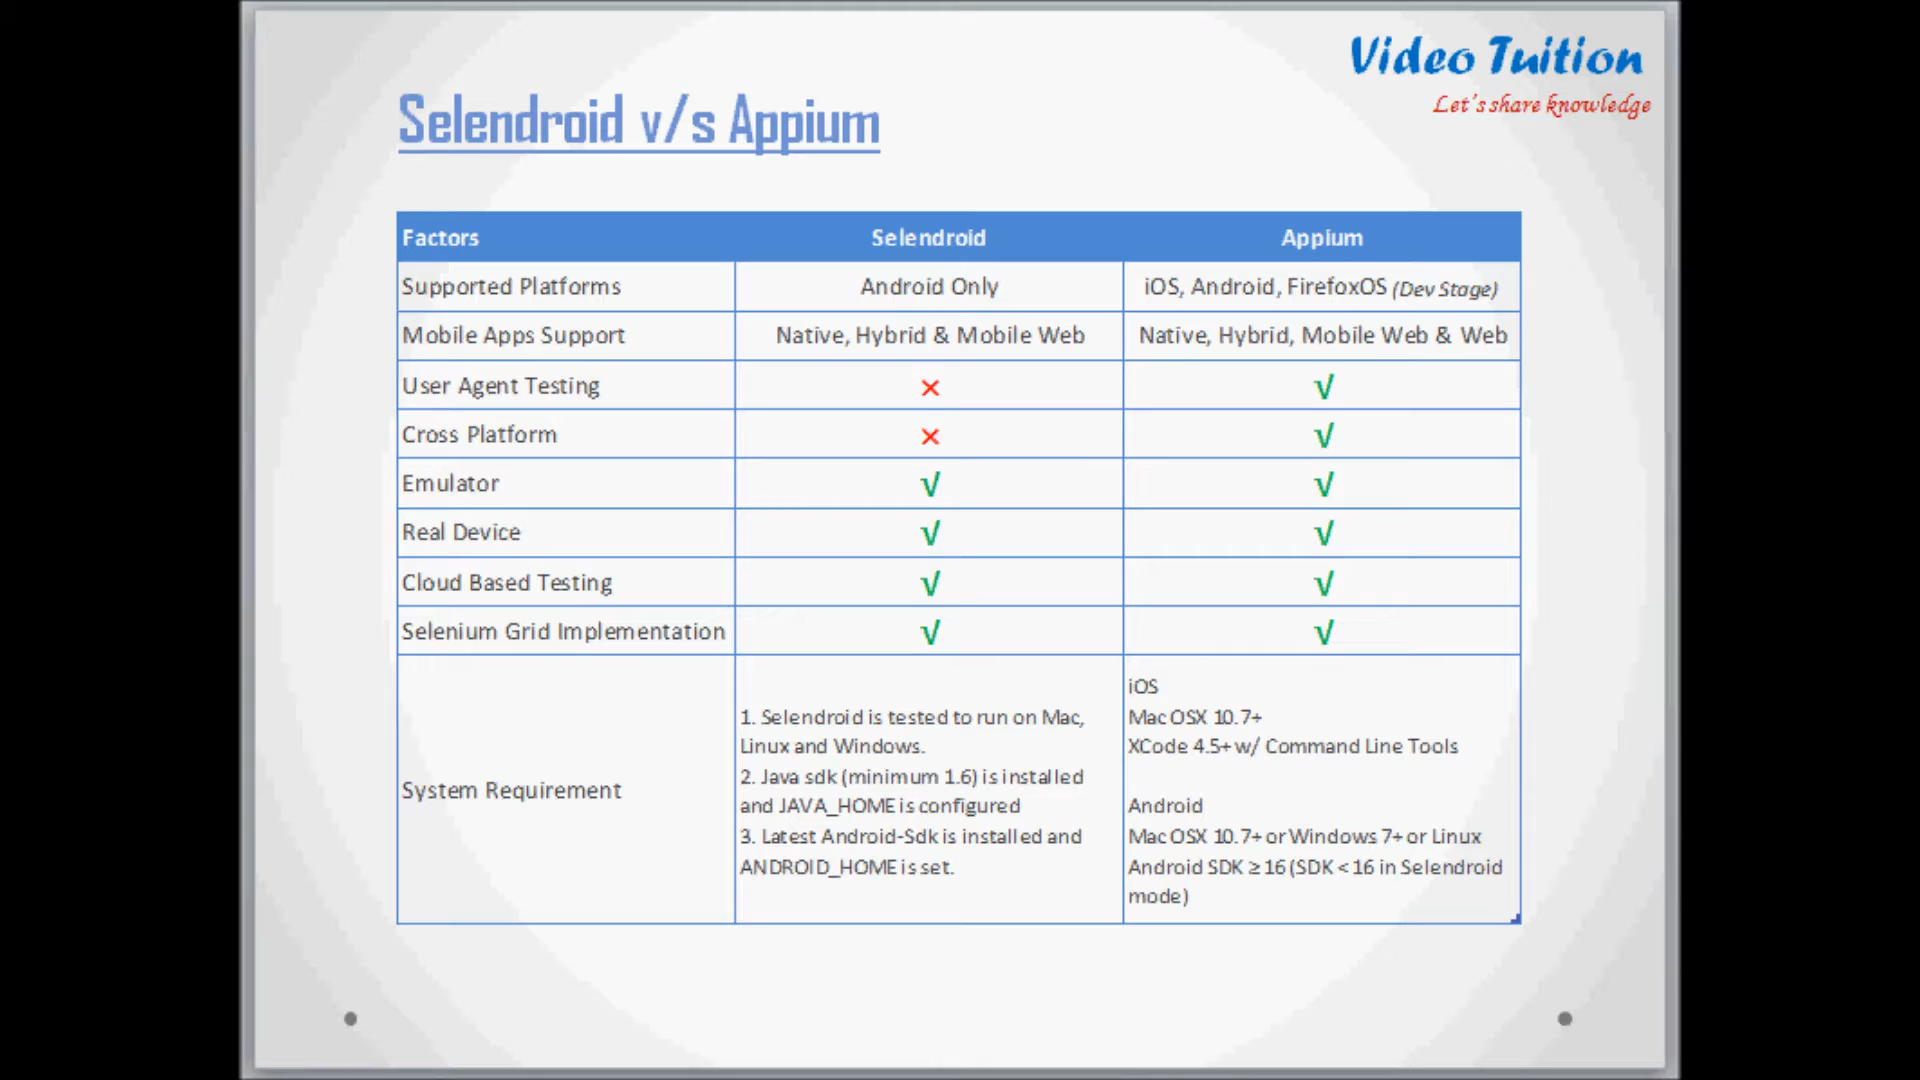 Video Tuition
Let's share knowledge
Selendroid v/s Appium
Factors Selendroid Appium
Supported Platforms Android Only iOS, Android, FirefoxOS (Dev Stage)
Mobile Apps Support Native, Hybrid & Mobile Web Native, Hybrid, Mobile Web & Web
User Agent Testing × √
Cross Platform × √
Emulator √ √
Real Device √ √
Cloud Based Testing √ √
Selenium Grid Implementation √ √
System Requirement
1. Selendroid is tested to run on Mac,
Linux and Windows.
2. Java sdk (minimum 1.6) is installed
and JAVA_HOME is configured
3. Latest Android-Sdk is installed and
ANDROID_HOME is set.
iOS
Mac OSX 10.7+
XCode 4.5+ w/ Command Line Tools
Android
Mac OSX 10.7+ or Windows 7+ or Linux
Android SDK ≥ 16 (SDK < 16 in Selendroid
mode)